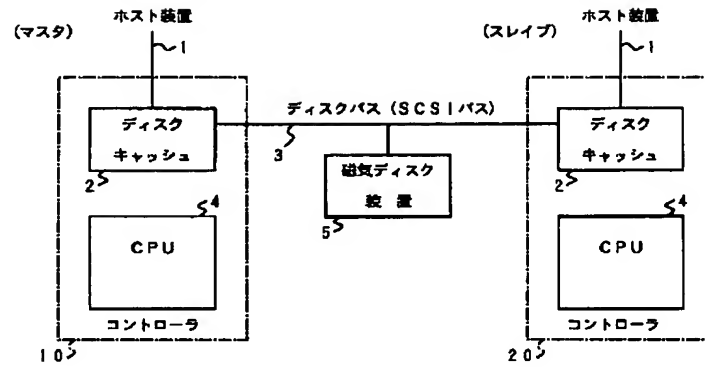 (マスタ)
ホスト装置
1
ディスク
キャッシュ
2
4
CPU
コントローラ
10
ディスクバス(SCSIバス)
3
磁気ディスク
装 置
5
(スレイブ)
ホスト装置
1
ディスク
キャッシュ
2
4
CPU
コントローラ
20